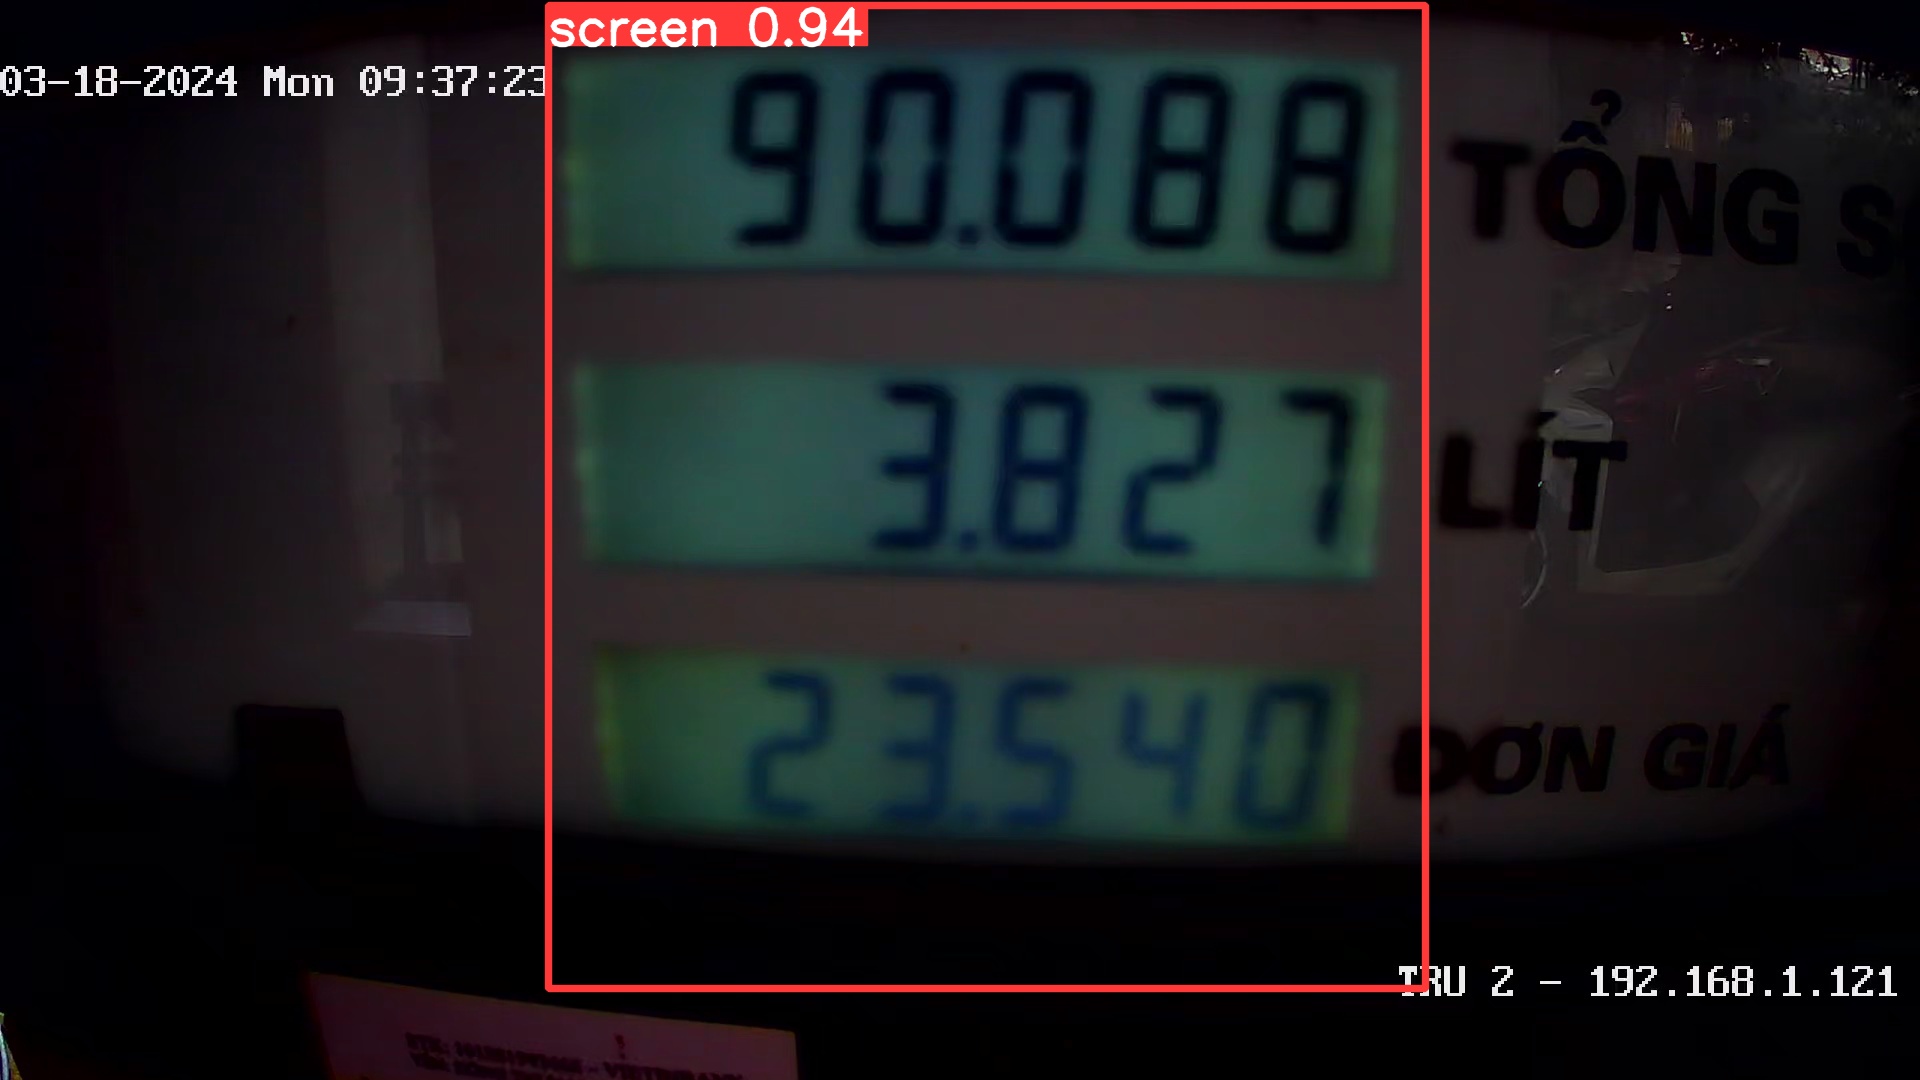 screen 0.94
03-18-2024 Mon 09:37:23
90.088
TỔNG S
3.827
LÍT
23.540
ĐƠN GIÁ
TRU 2 - 192.168.1.121